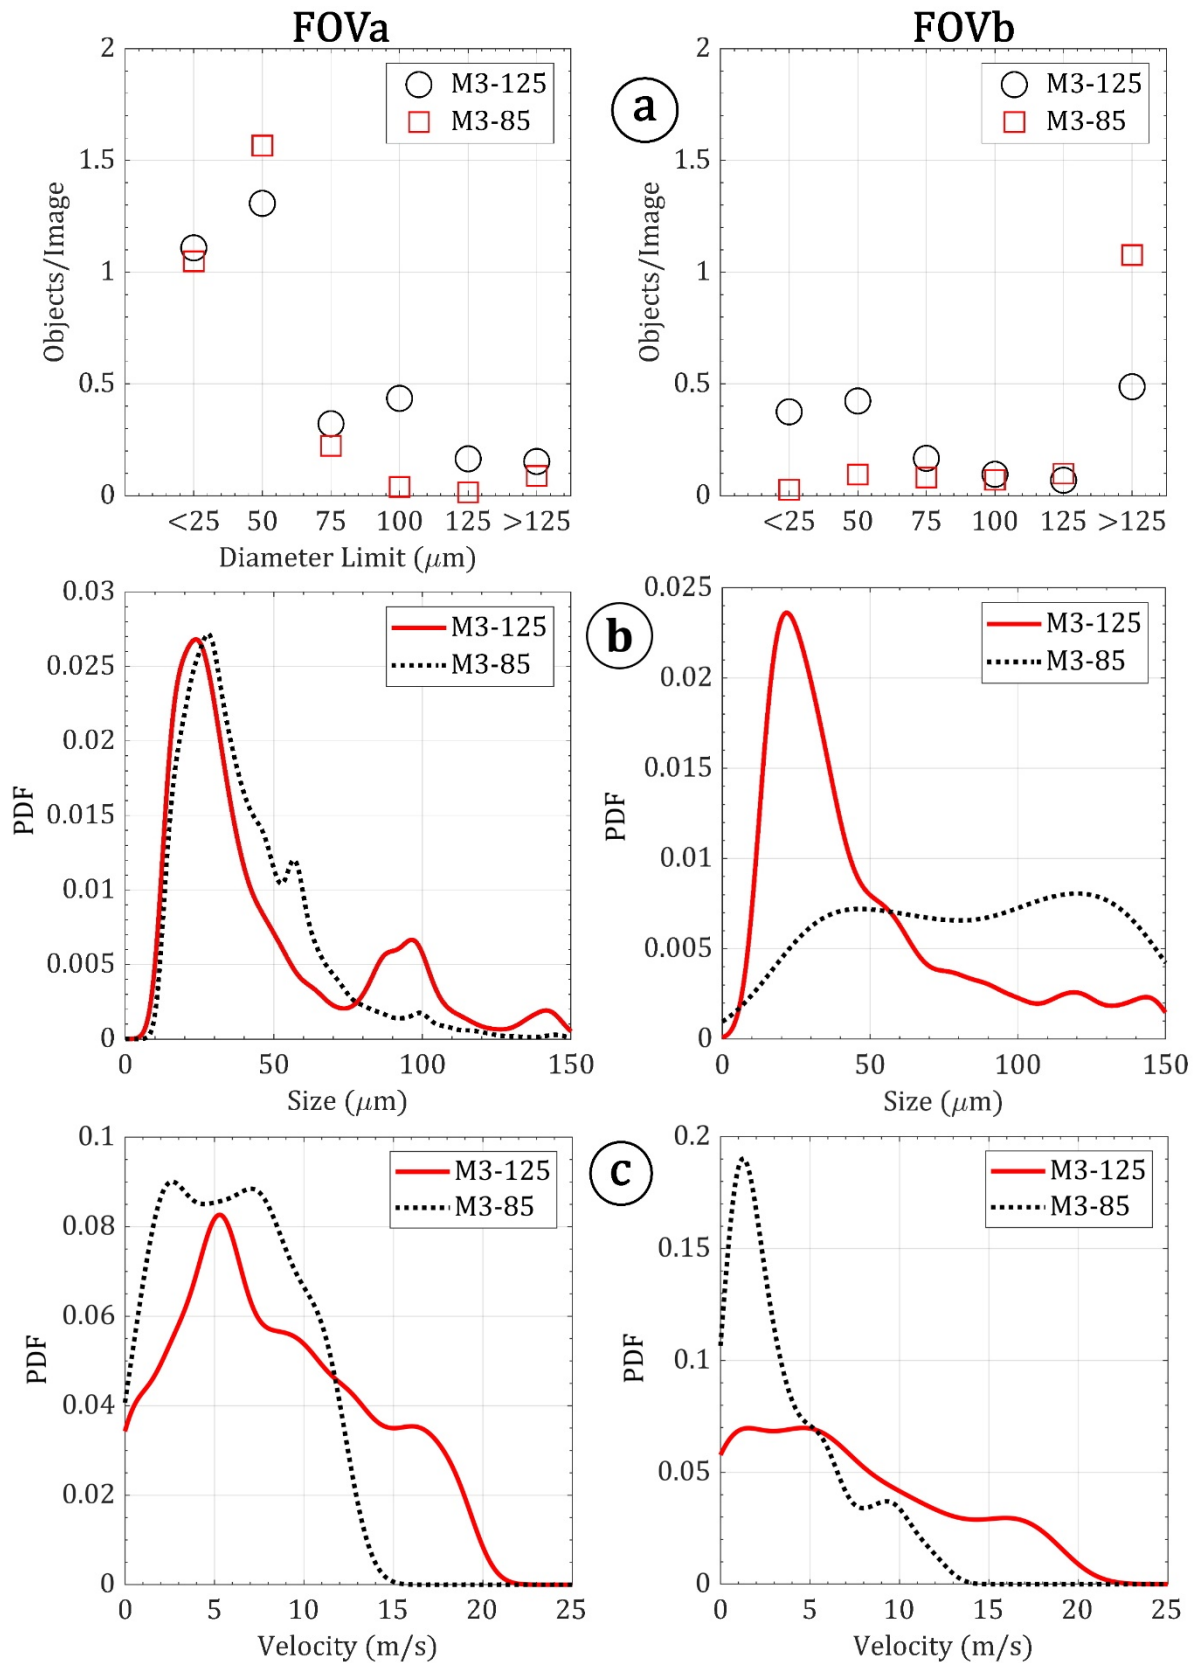 FOVa
FOVb
2
1.5
1
0.5
0
Objects/Image
M3-125
M3-85
<25 50 75 100 125 >125
Diameter Limit (μm)
a
2
1.5
1
0.5
0
Objects/Image
M3-125
M3-85
<25 50 75 100 125 >125
0.03
0.025
0.02
0.015
0.01
0.005
0
PDF
M3-125
M3-85
0 50 100 150
Size (μm)
b
0.025
0.02
0.015
0.01
0.005
0
PDF
M3-125
M3-85
0 50 100 150
Size (μm)
0.1
0.08
0.06
0.04
0.02
0
PDF
M3-125
M3-85
0 5 10 15 20 25
Velocity (m/s)
c
0.2
0.15
0.1
0.05
0
PDF
M3-125
M3-85
0 5 10 15 20 25
Velocity (m/s)